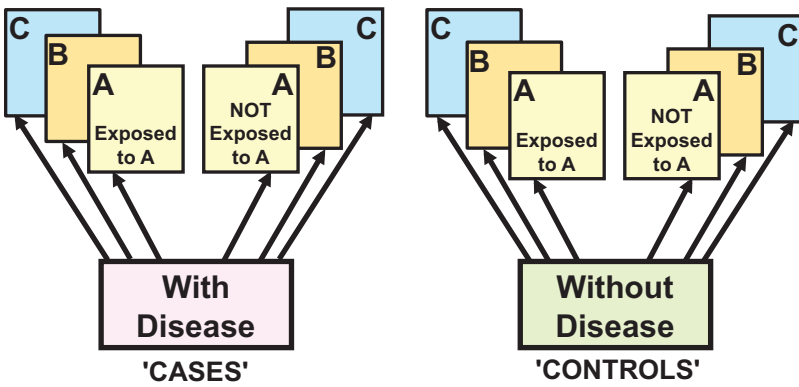 C
B
A
Exposed
to A
C
B
A
NOT
Exposed
to A
With
Disease
'CASES'
C
B
A
Exposed
to A
C
B
A
NOT
Exposed
to A
Without
Disease
'CONTROLS'